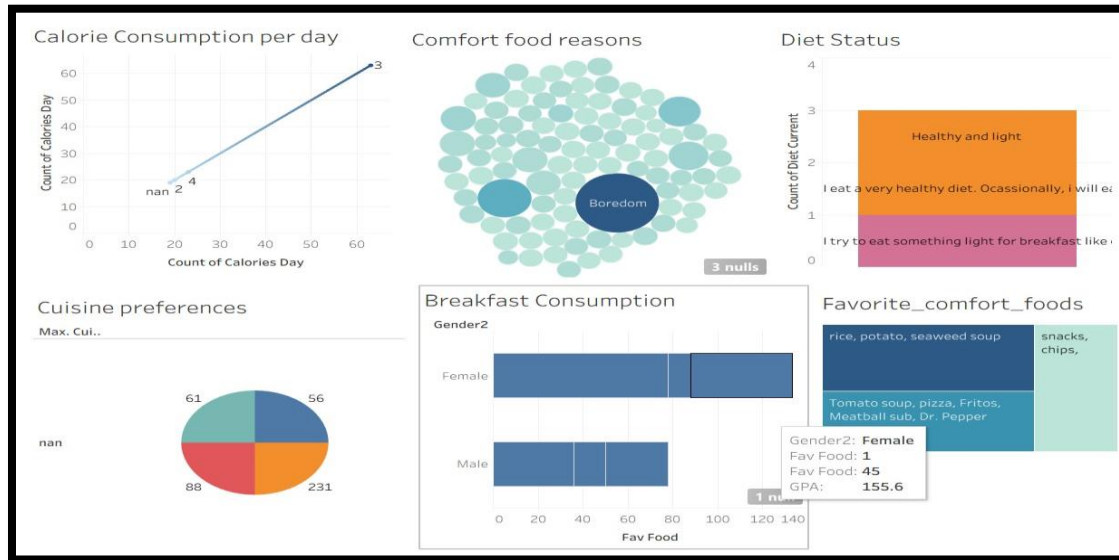 Calorie Consumption per day
Count of Calories Day
60
50
40
30
20
10
0
3
nan 2 4
0 10 20 30 40 50 60
Count of Calories Day
Comfort food reasons
Boredom
3 nulls
Diet Status
Count of Diet Current
4
3
2
1
0
Healthy and light
I eat a very healthy diet. Ocassionally, i will ea
I try to eat something light for breakfast like
Cuisine preferences
Max. Cui..
nan
61 56
88 231
Breakfast Consumption
Gender2
Female
Male
1 null
0 20 40 60 80 100 120 140
Fav Food
Favorite_comfort_foods
rice, potato, seaweed soup
snacks,
chips,
Tomato soup, pizza, Fritos,
Meatball sub, Dr. Pepper
Gender2: Female
Fav Food: 1
Fav Food: 45
GPA: 155.6